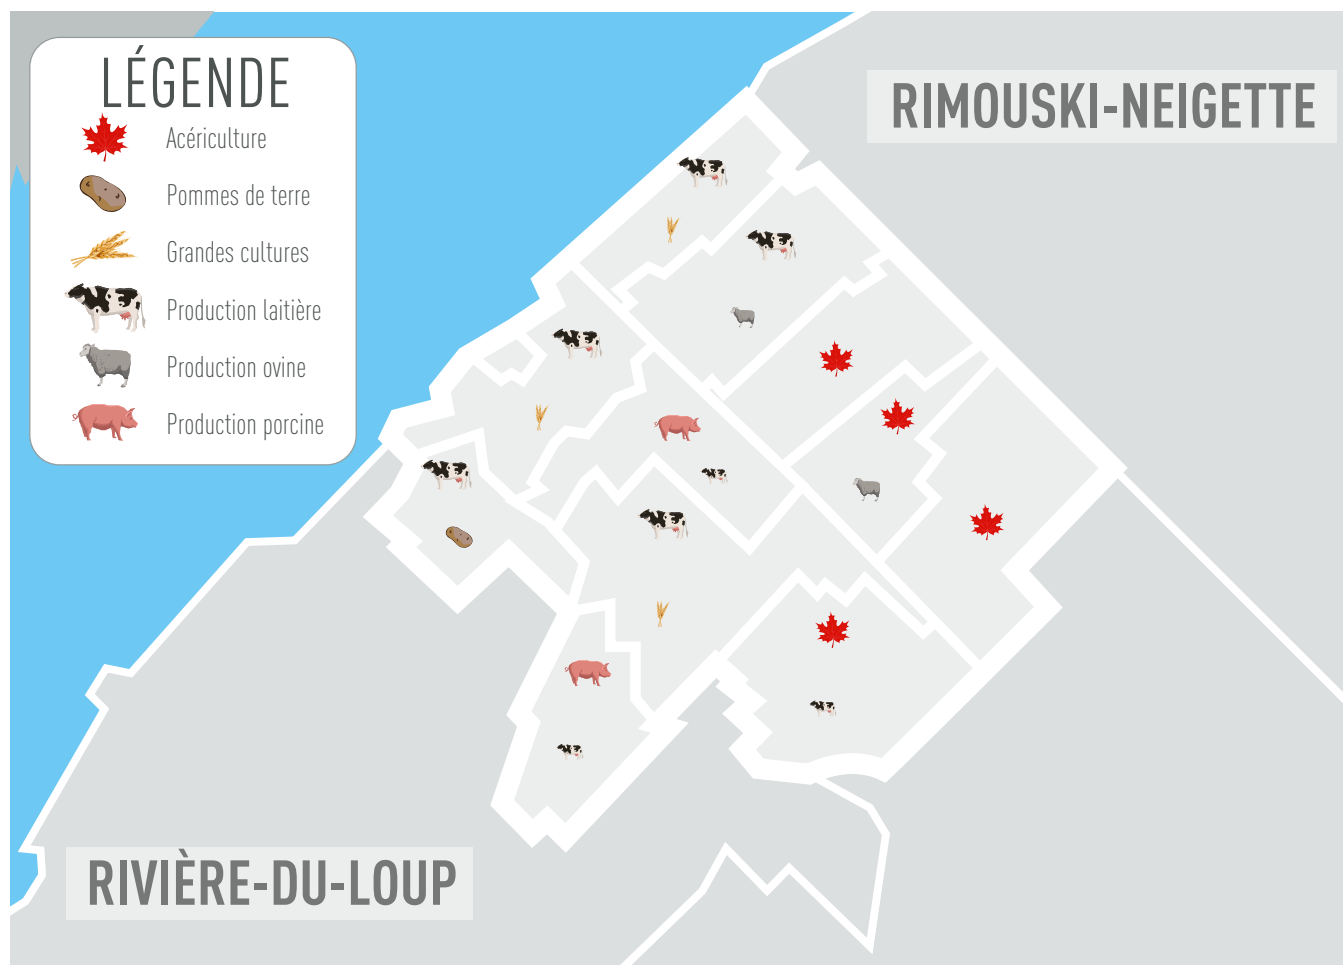 LÉGENDE
Acériculture
Pommes de terre
Grandes cultures
Production laitière
Production ovine
Production porcine
RIMOUSKI-NEIGETTE
RIVIÈRE-DU-LOUP